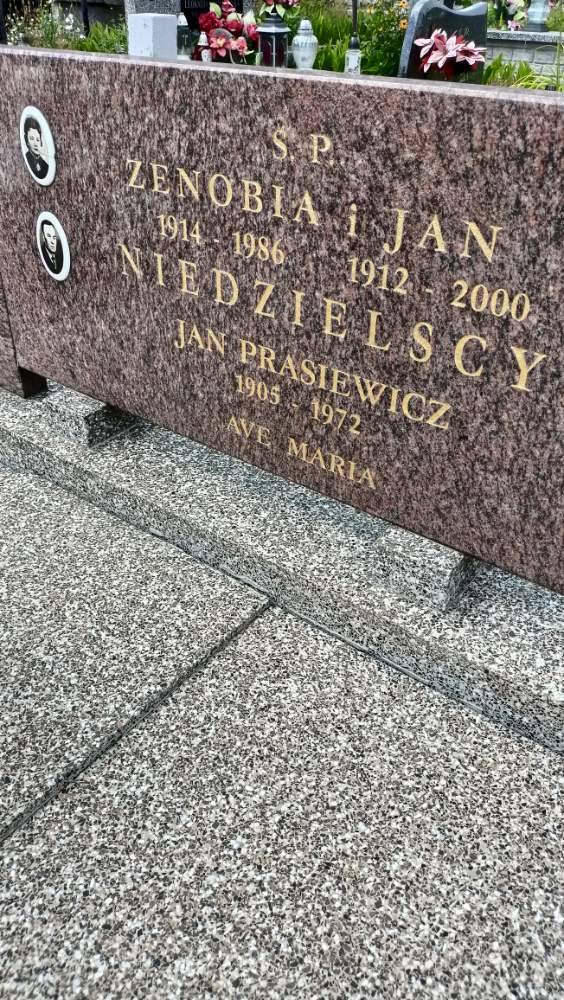 Ś. P.
ZENOBIA i JAN
1914 - 1986 1912 - 2000
NIEDZIELSCY
JAN PRASIEWICZ
1905 - 1972
AVE MARIA